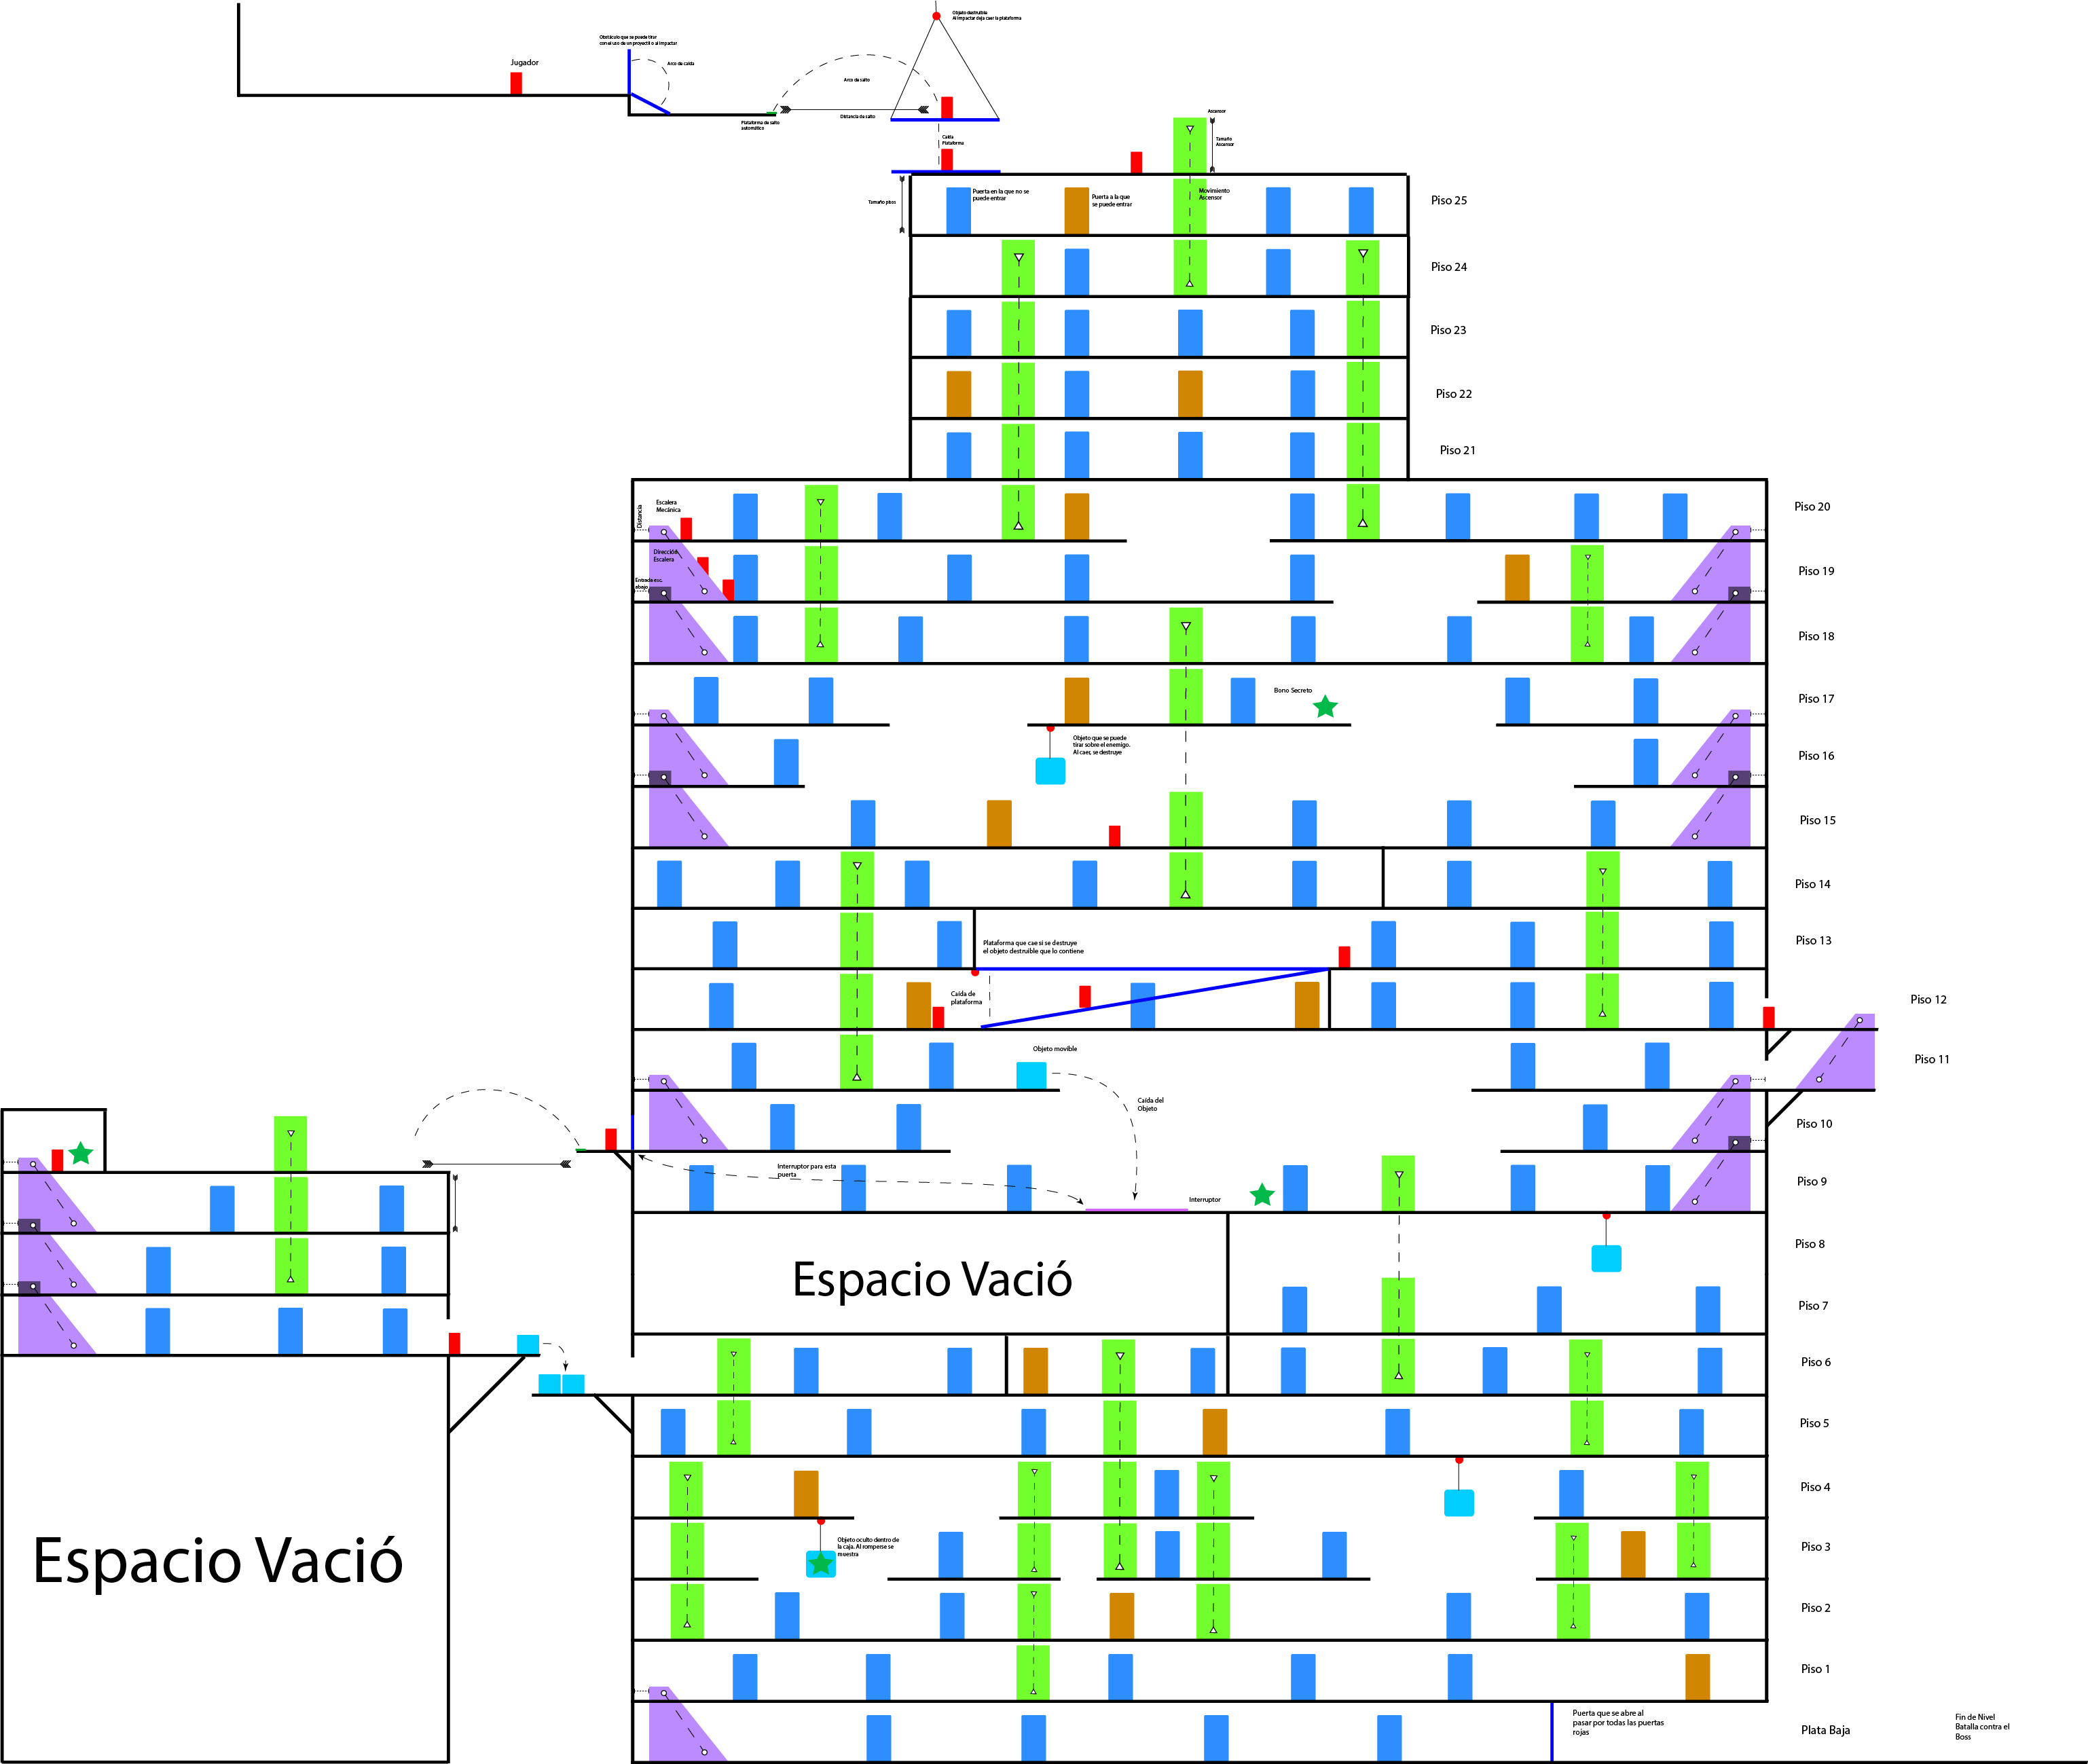 Objeto destruible
Al impactar deja caer la plataforma
Obstáculo que se puede tirar
con el uso de un proyectil o al impactar
Jugador
Arco de caída
Arco de salto
Distancia de salto
Plataforma de salto
automático
Caída
Plataforma
Ascensor
Tamaño
Ascensor
Tamaño pisos
Puerta en la que no se
puede entrar
Puerta a la que
se puede entrar
Movimiento
Ascensor
Piso 25
Piso 24
Piso 23
Piso 22
Piso 21
Distancia
Escalera
Mecánica
Piso 20
Dirección
Escalera
Entrada esc.
abajo
Piso 19
Piso 18
Bono Secreto
Piso 17
Objeto que se puede
tirar sobre el enemigo.
Al caer, se destruye
Piso 16
Piso 15
Piso 14
Plataforma que cae si se destruye
el objeto destruible que lo contiene
Piso 13
Caída de
plataforma
Piso 12
Objeto movible
Piso 11
Caída del
Objeto
Piso 10
Interruptor para esta
puerta
Interruptor
Piso 9
Espacio Vació
Piso 8
Piso 7
Piso 6
Piso 5
Piso 4
Espacio Vació
Objeto oculto dentro de
la caja. Al romperse se
muestra
Piso 3
Piso 2
Piso 1
Puerta que se abre al
pasar por todas las puertas
rojas
Plata Baja
Fin de Nivel
Batalla contra el
Boss